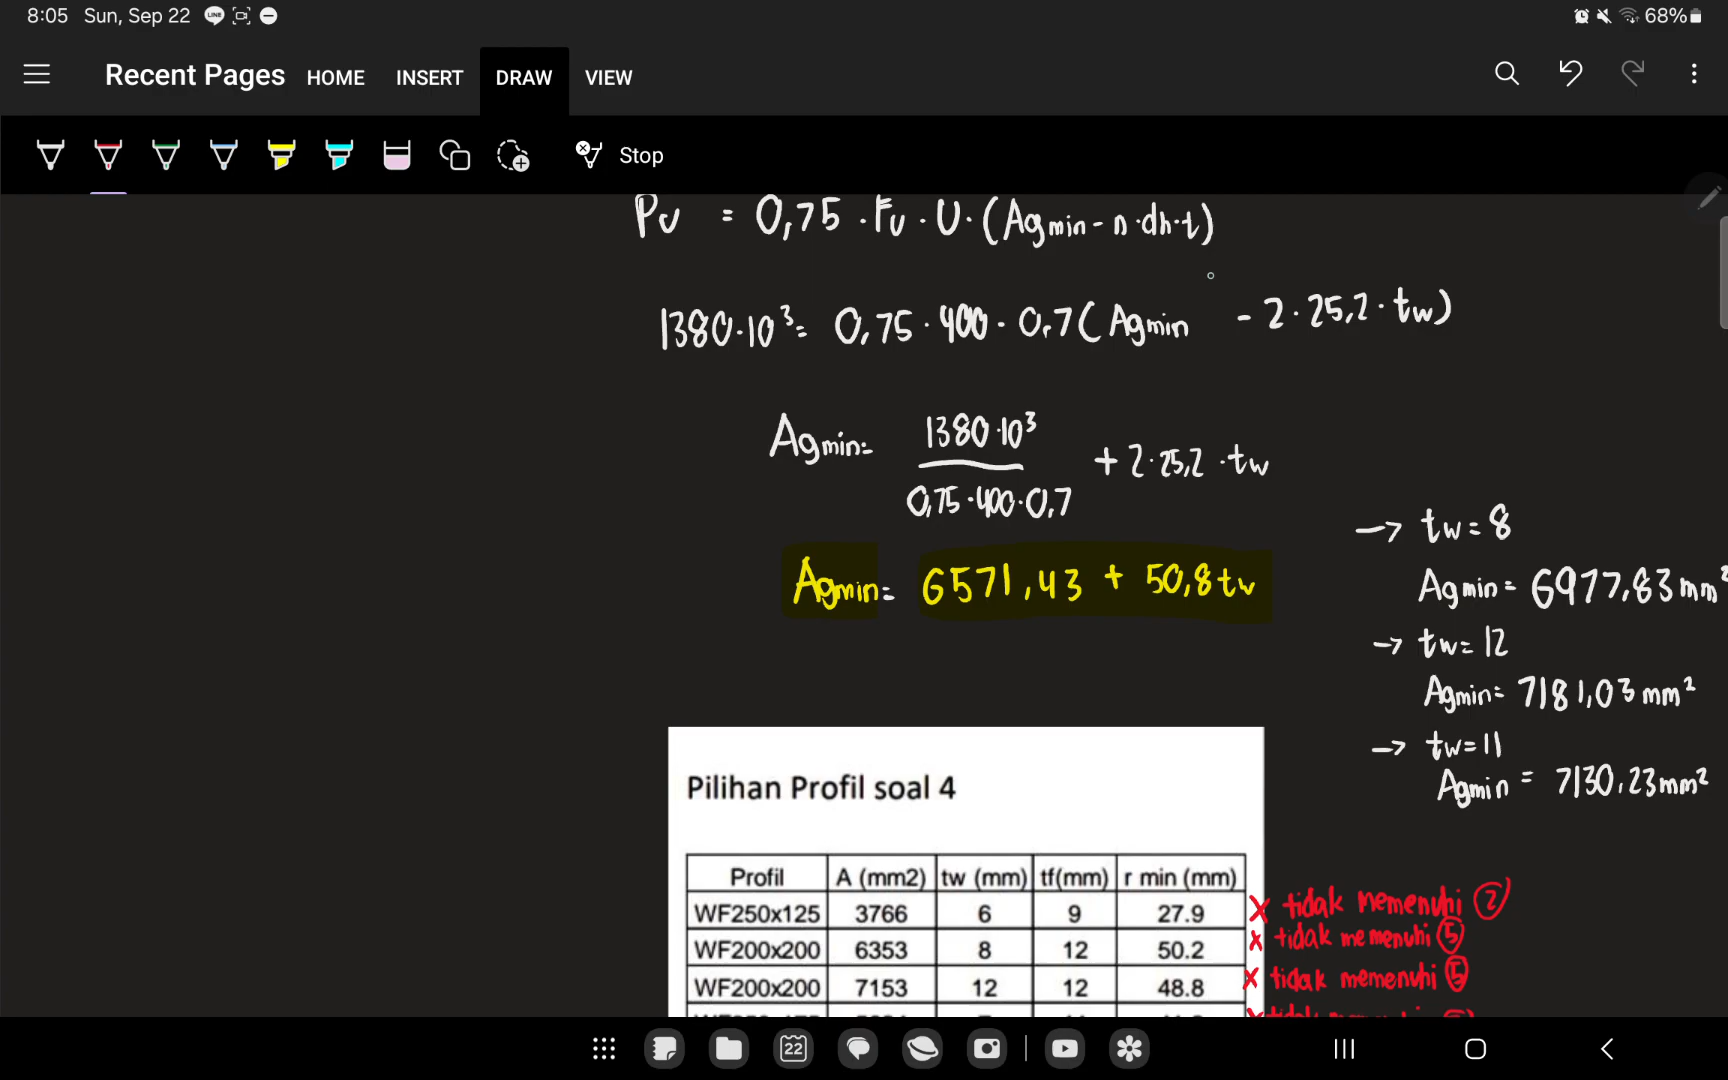 8:05 Sun, Sep 22 LINE 68%
Recent Pages HOME INSERT DRAW VIEW
Stop
Pu = 0,75 · Fu · U · (Agmin - n · dh · t)
1380·10³ = 0,75 · 400 · 0,7 (Agmin - 2 · 25,2 · tw)
Agmin = 1380·10³ / 0,75 · 400 · 0,7 + 2 · 25,2 · tw
Agmin = 6571,43 + 50,8 tw
→ tw = 8
Agmin = 6977,83 mm²
→ tw = 12
Agmin = 7181,03 mm²
→ tw = 11
Agmin = 7130,23 mm²
Pilihan Profil soal 4
Profil A (mm2) tw (mm) tf(mm) r min (mm)
WF250x125 3766 6 9 27.9 x tidak memenuhi ②
WF200x200 6353 8 12 50.2 x tidak memenuhi ⑤
WF200x200 7153 12 12 48.8 x tidak memenuhi ⑤
22